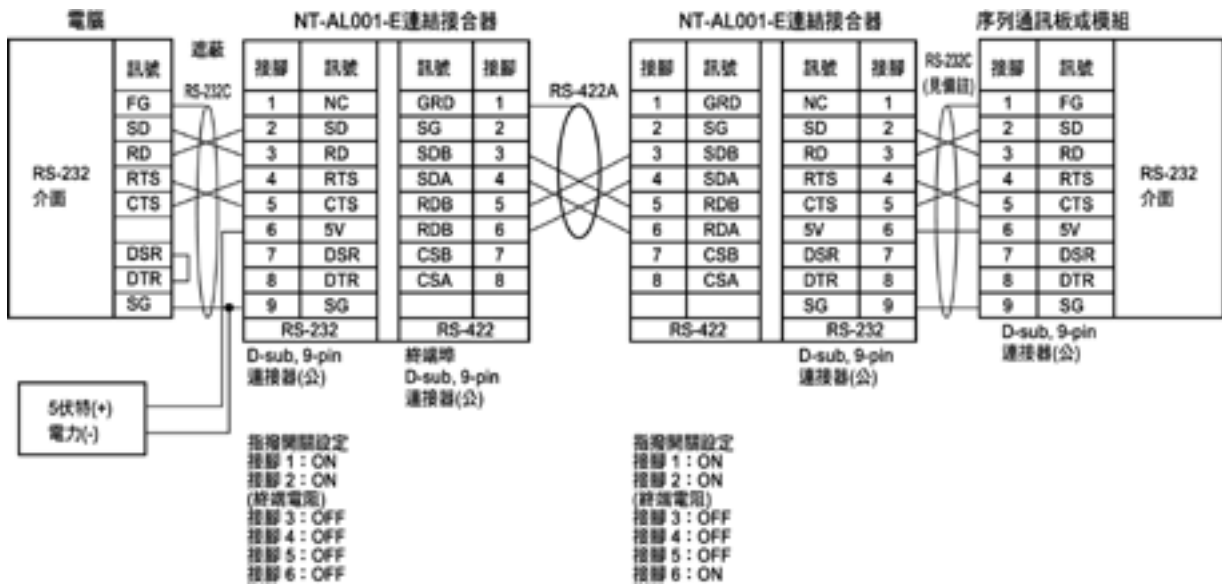 電腦
NT-AL001-E連結接合器
NT-AL001-E連結接合器
序列通訊板或模組
遮蔽
RS-232C
RS-422A
RS-232C
(見備註)
RS-232
介面
訊號
FG
SD
RD
RTS
CTS
DSR
DTR
SG
接腳 訊號
1 NC
2 SD
3 RD
4 RTS
5 CTS
6 5V
7 DSR
8 DTR
9 SG
RS-232
訊號 接腳
GRD 1
SG 2
SDB 3
SDA 4
RDB 5
RDB 6
CSB 7
CSA 8
RS-422
接腳 訊號
1 GRD
2 SG
3 SDB
4 SDA
5 RDB
6 RDA
7 CSB
8 CSA
RS-422
訊號 接腳
NC 1
SD 2
RD 3
RTS 4
CTS 5
5V 6
DSR 7
DTR 8
SG 9
RS-232
接腳 訊號
1 FG
2 SD
3 RD
4 RTS
5 CTS
6 5V
7 DSR
8 DTR
9 SG
RS-232
介面
D-sub, 9-pin
連接器(公)
終端埠
D-sub, 9-pin
連接器(公)
D-sub, 9-pin
連接器(公)
D-sub, 9-pin
連接器(公)
5伏特(+)
電力(-)
指撥開關設定
接腳 1：ON
接腳 2：ON
(終端電阻)
接腳 3：OFF
接腳 4：OFF
接腳 5：OFF
接腳 6：OFF
指撥開關設定
接腳 1：ON
接腳 2：ON
(終端電阻)
接腳 3：OFF
接腳 4：OFF
接腳 5：OFF
接腳 6：ON